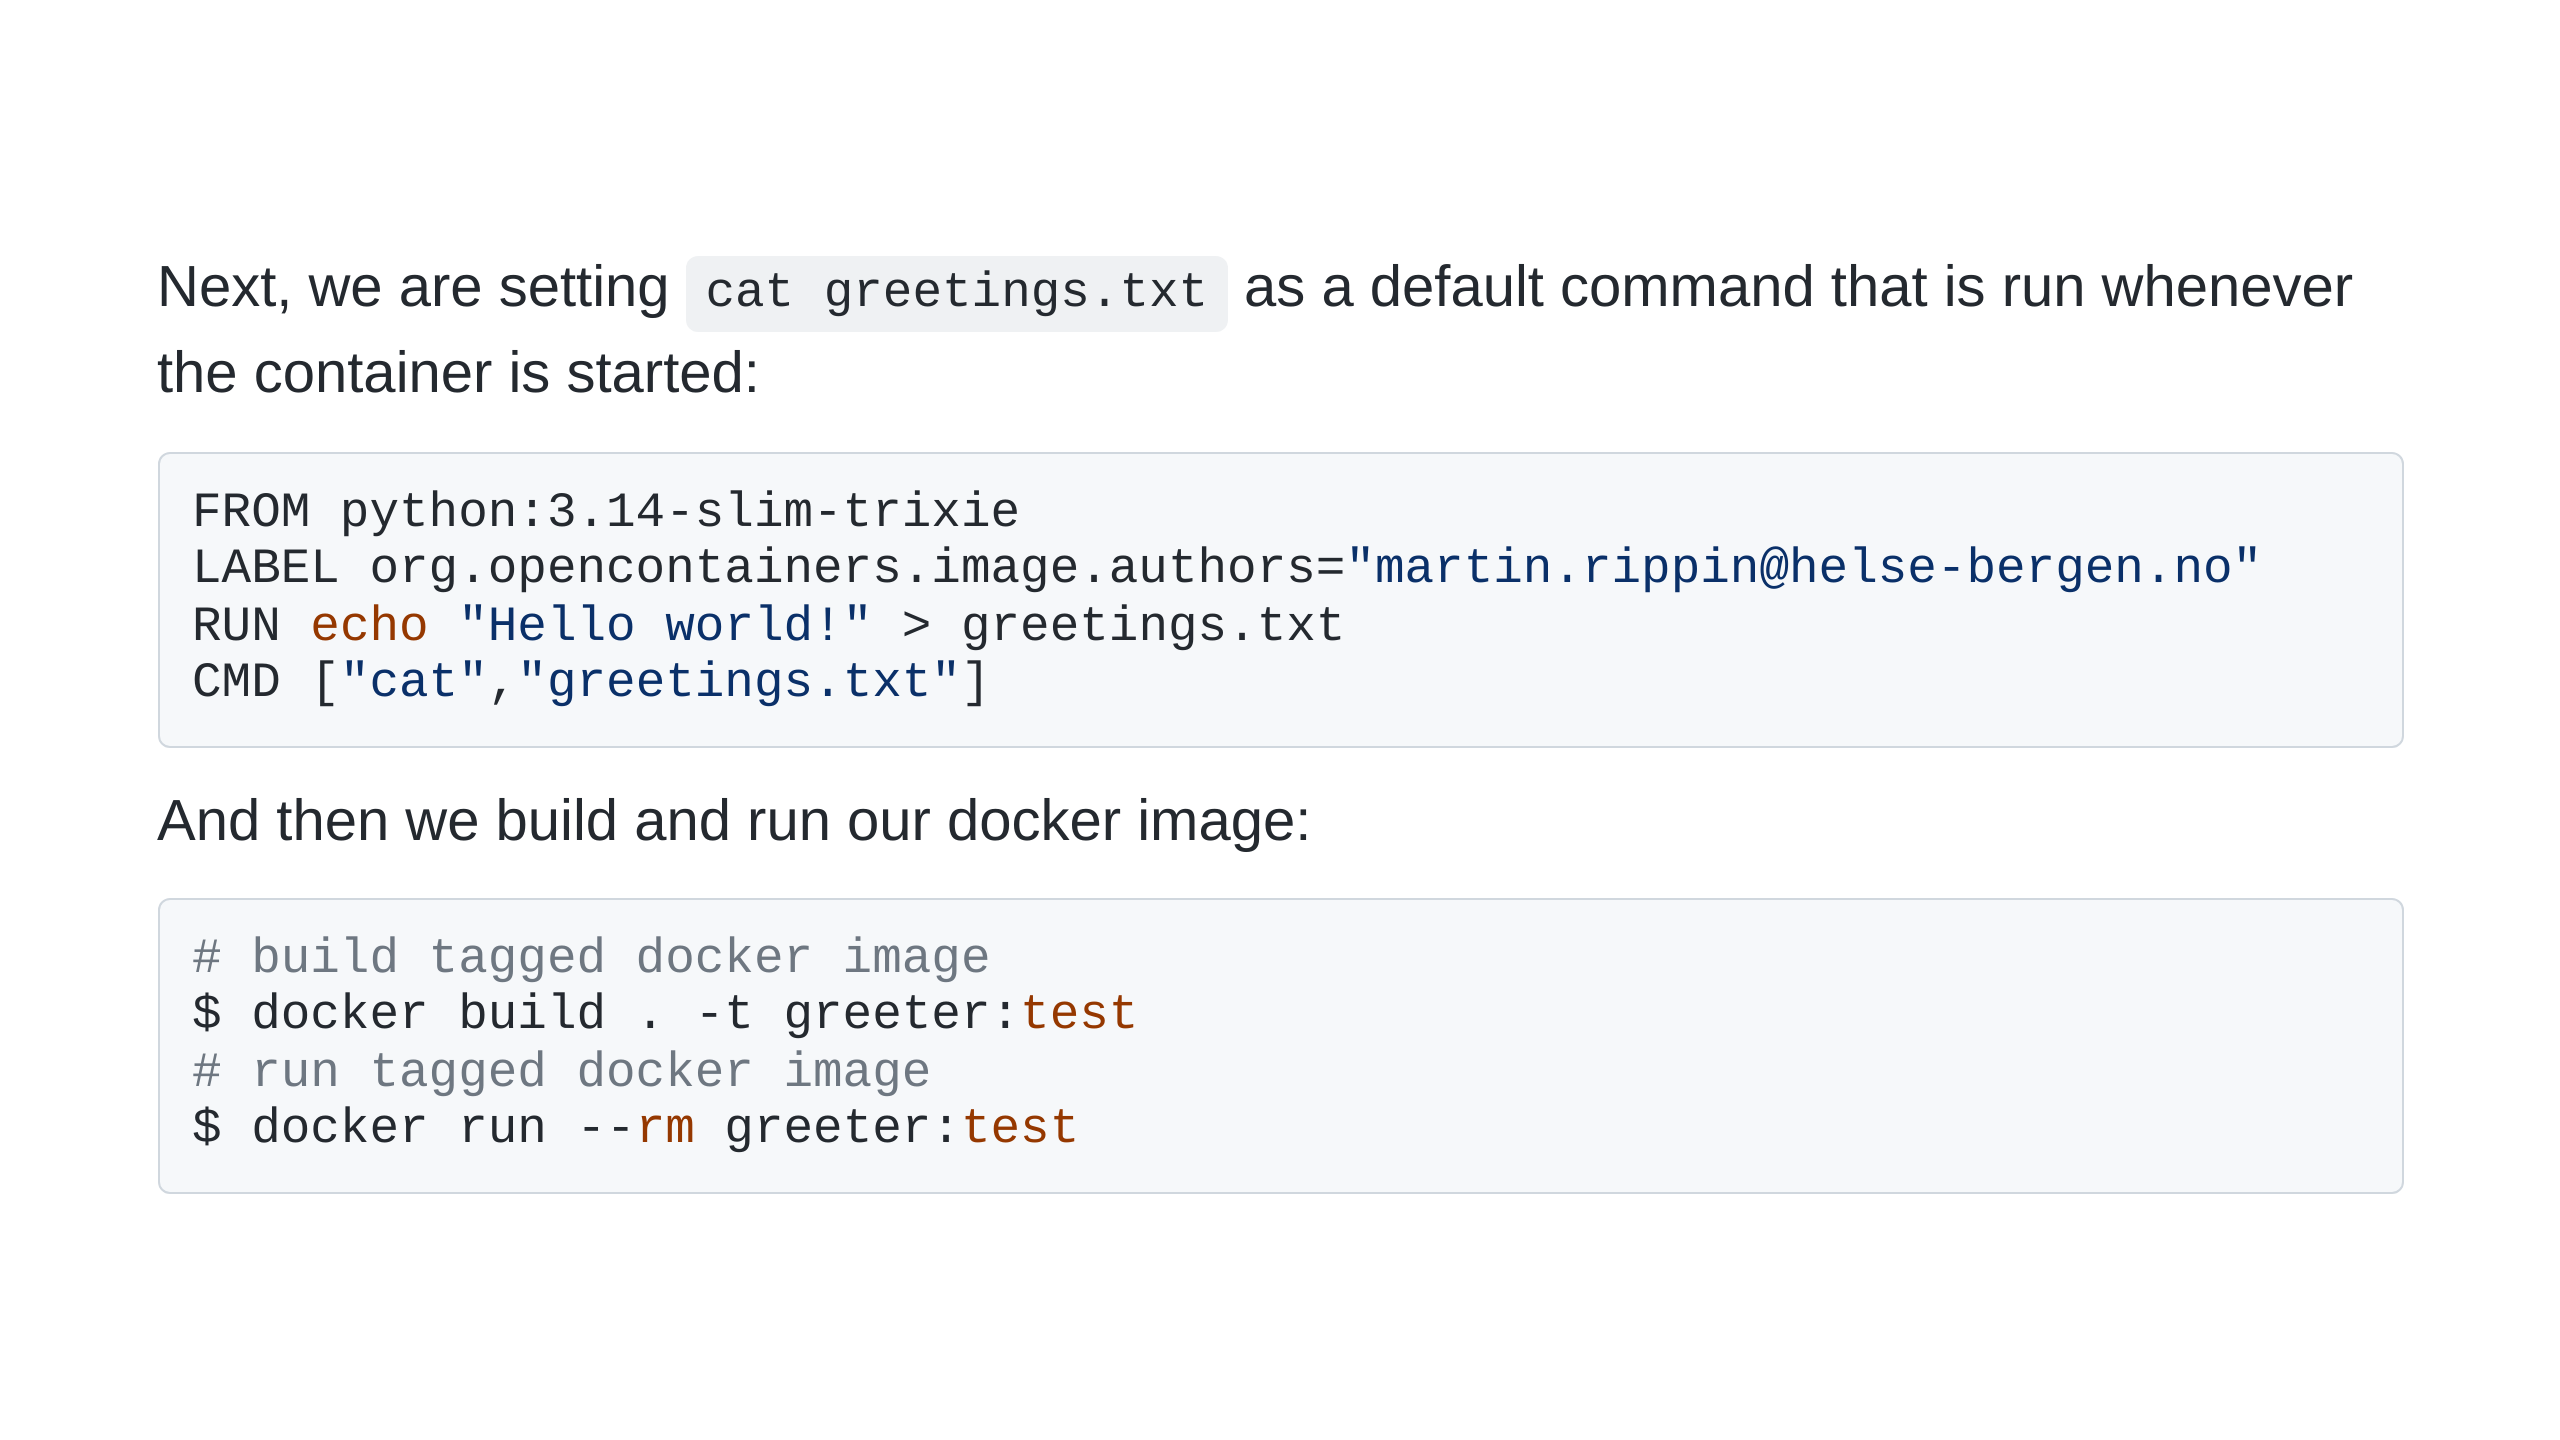 Next, we are setting cat greetings.txt as a default command that is run whenever
the container is started:
FROM python:3.14-slim-trixie
LABEL org.opencontainers.image.authors="martin.rippin@helse-bergen.no"
RUN echo "Hello world!" > greetings.txt
CMD ["cat","greetings.txt"]
And then we build and run our docker image:
# build tagged docker image
$ docker build . -t greeter:test
# run tagged docker image
$ docker run --rm greeter:test